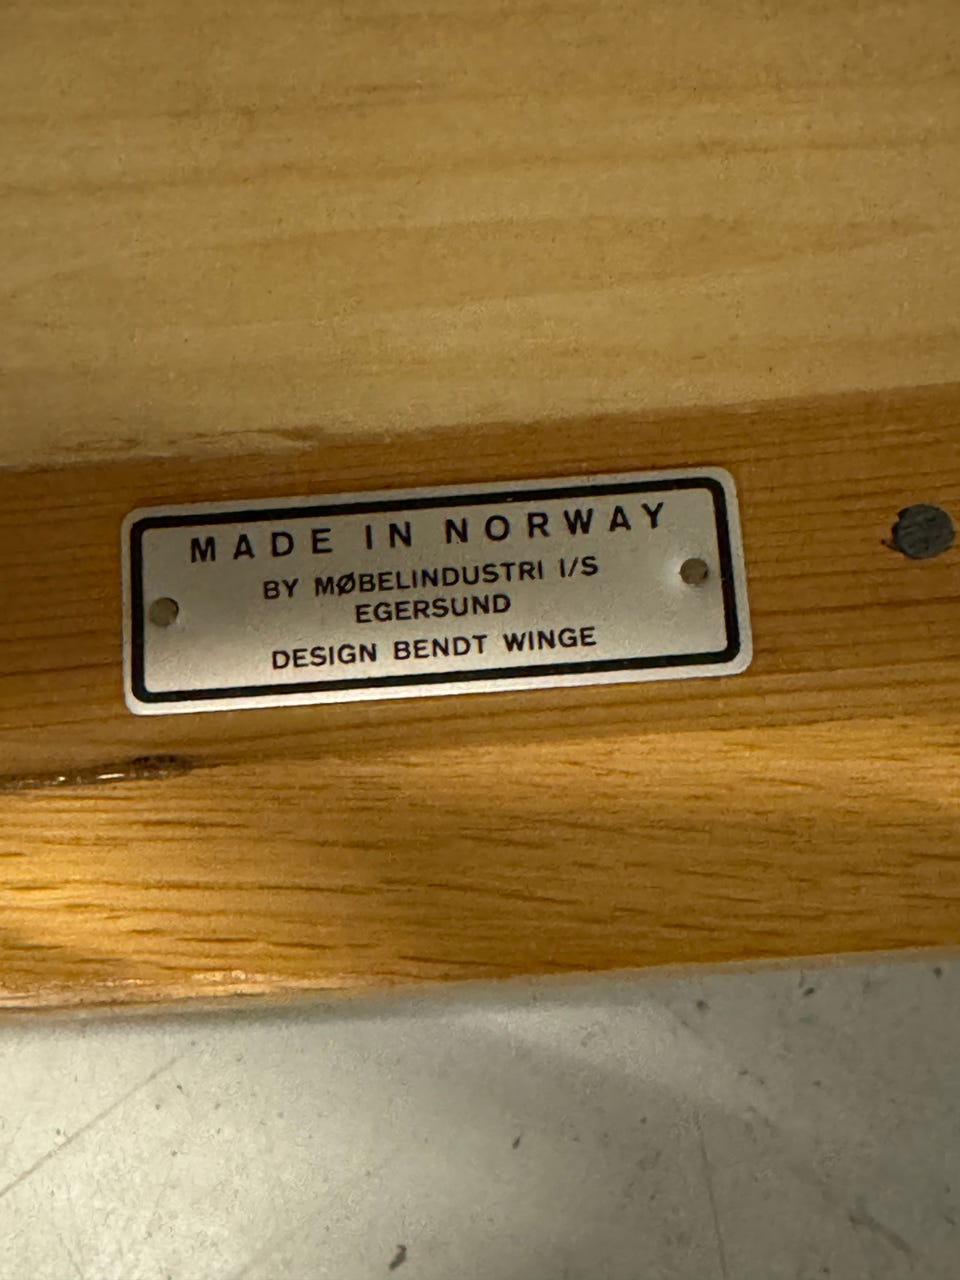 MADE IN NORWAY
BY MØBELINDUSTRI I/S
EGERSUND
DESIGN BENDT WINGE